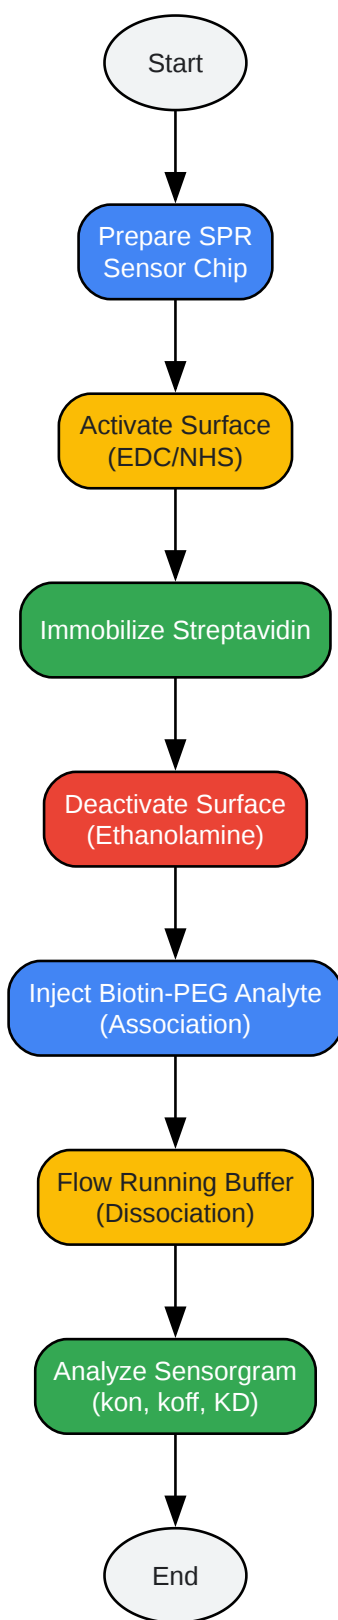 Start
Prepare SPR
Sensor Chip
Activate Surface
(EDC/NHS)
Immobilize Streptavidin
Deactivate Surface
(Ethanolamine)
Inject Biotin-PEG Analyte
(Association)
Flow Running Buffer
(Dissociation)
Analyze Sensorgram
(kon, koff, KD)
End